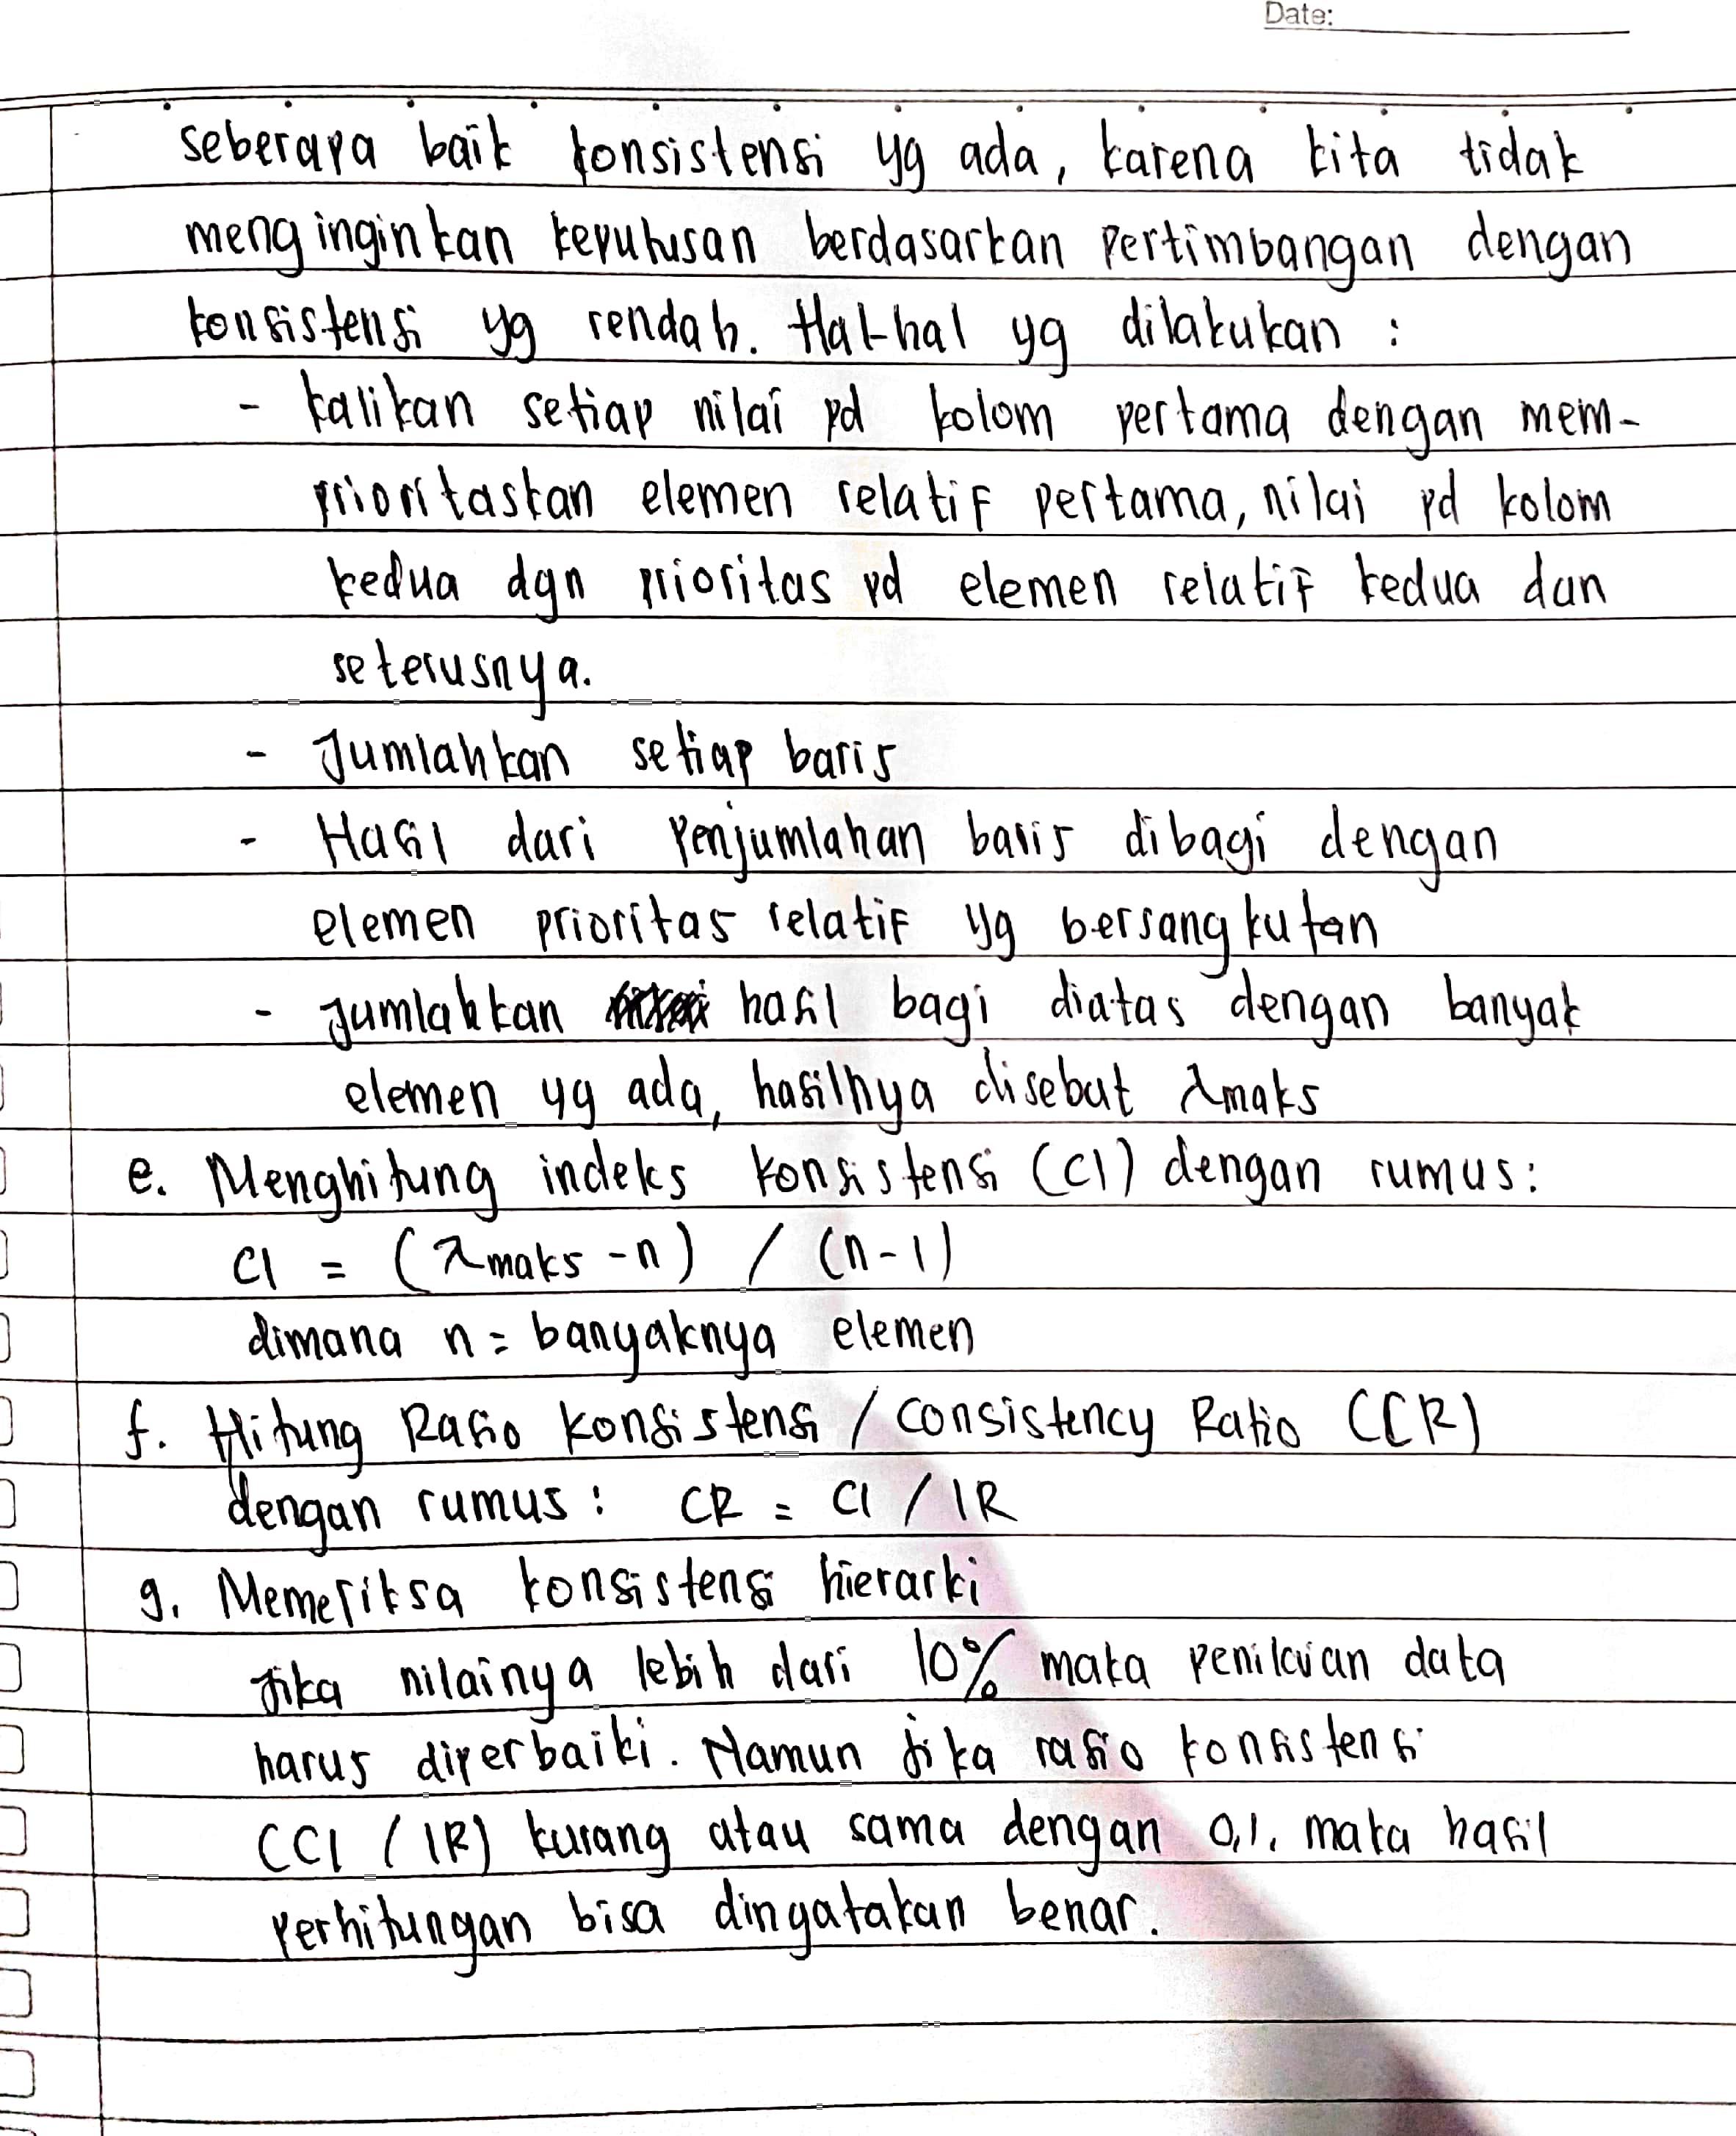 Date:
seberapa baik konsistensi yg ada, karena kita tidak
menginginkan keputusan berdasarkan pertimbangan dengan
konsistensi yg rendah. Hal-hal yg dilakukan :
- kalikan setiap nilai pd kolom pertama dengan mem-
prioritaskan elemen relatif pertama, nilai pd kolom
kedua dgn prioritas pd elemen relatif kedua dan
seterusnya.
- Jumlahkan setiap baris
- Hasil dari Penjumlahan baris dibagi dengan
elemen prioritas relatif yg bersangkutan
- Jumlahkan hasil bagi diatas dengan banyak
elemen yg ada, hasilnya disebut λmaks
e. Menghitung indeks konsistensi (CI) dengan rumus:
CI = (λmaks - n) / (n-1)
dimana n = banyaknya elemen
f. Hitung Rasio Konsistensi / Consistency Ratio (CR)
dengan rumus : CR = CI / IR
g. Memeriksa konsistensi hierarki
Jika nilainya lebih dari 10% maka penilaian data
harus diperbaiki. Namun jika rasio konsistensi
(CI / IR) kurang atau sama dengan 0,1. maka hasil
perhitungan bisa dingatakan benar.